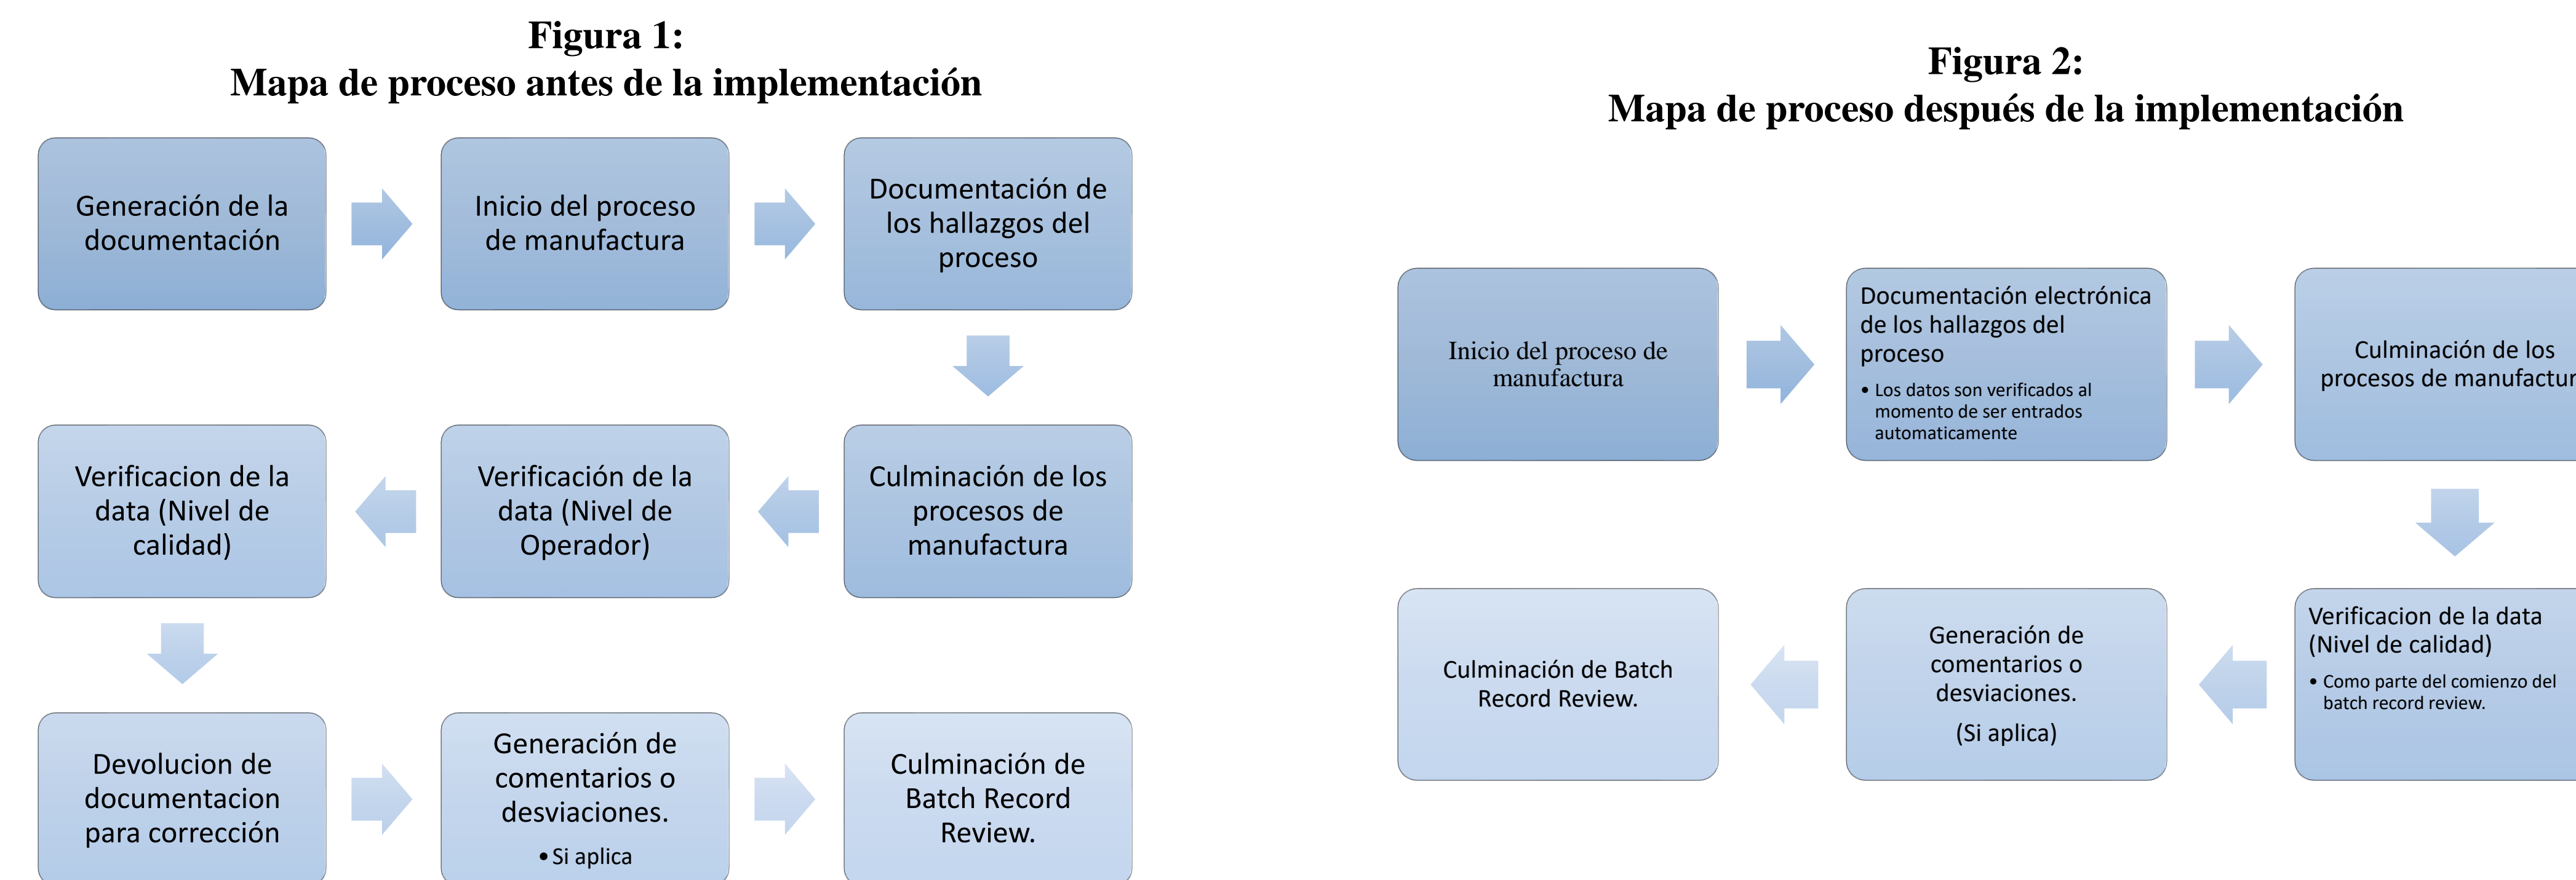 Figura 1:
Mapa de proceso antes de la implementación
Generación de la
documentación
Inicio del proceso
de manufactura
Documentación de
los hallazgos del
proceso
Culminación de los
procesos de
manufactura
Verificación de la
data (Nivel de
Operador)
Verificacion de la
data (Nivel de
calidad)
Devolucion de
documentacion
para corrección
Generación de
comentarios o
desviaciones.
• Si aplica
Culminación de
Batch Record
Review.
Figura 2:
Mapa de proceso después de la implementación
Inicio del proceso de
manufactura
Documentación electrónica
de los hallazgos del
proceso
• Los datos son verificados al
momento de ser entrados
automaticamente
Culminación de los
procesos de manufactur
Verificacion de la data
(Nivel de calidad)
• Como parte del comienzo del
batch record review.
Generación de
comentarios o
desviaciones.
(Si aplica)
Culminación de Batch
Record Review.